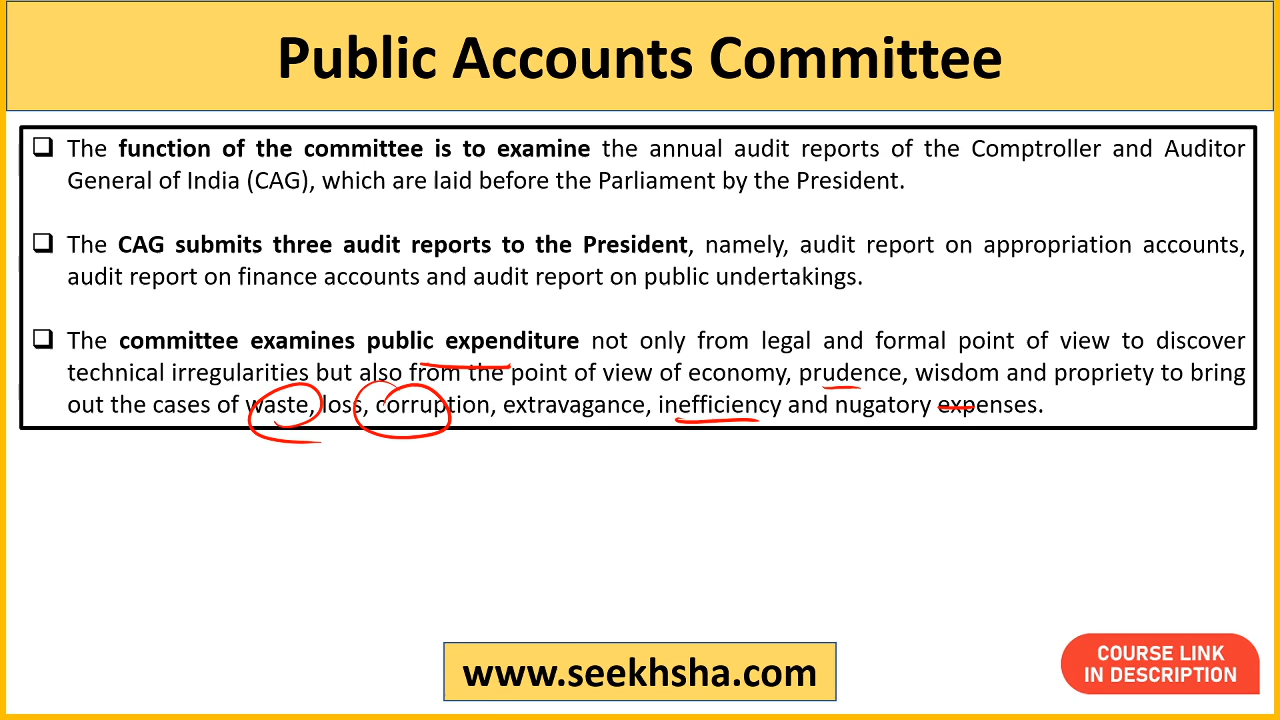 Public Accounts Committee
❑ The function of the committee is to examine the annual audit reports of the Comptroller and Auditor
General of India (CAG), which are laid before the Parliament by the President.
❑ The CAG submits three audit reports to the President, namely, audit report on appropriation accounts,
audit report on finance accounts and audit report on public undertakings.
❑ The committee examines public expenditure not only from legal and formal point of view to discover
technical irregularities but also from the point of view of economy, prudence, wisdom and propriety to bring
out the cases of waste, loss, corruption, extravagance, inefficiency and nugatory expenses.
www.seekhsha.com
COURSE LINK
IN DESCRIPTION